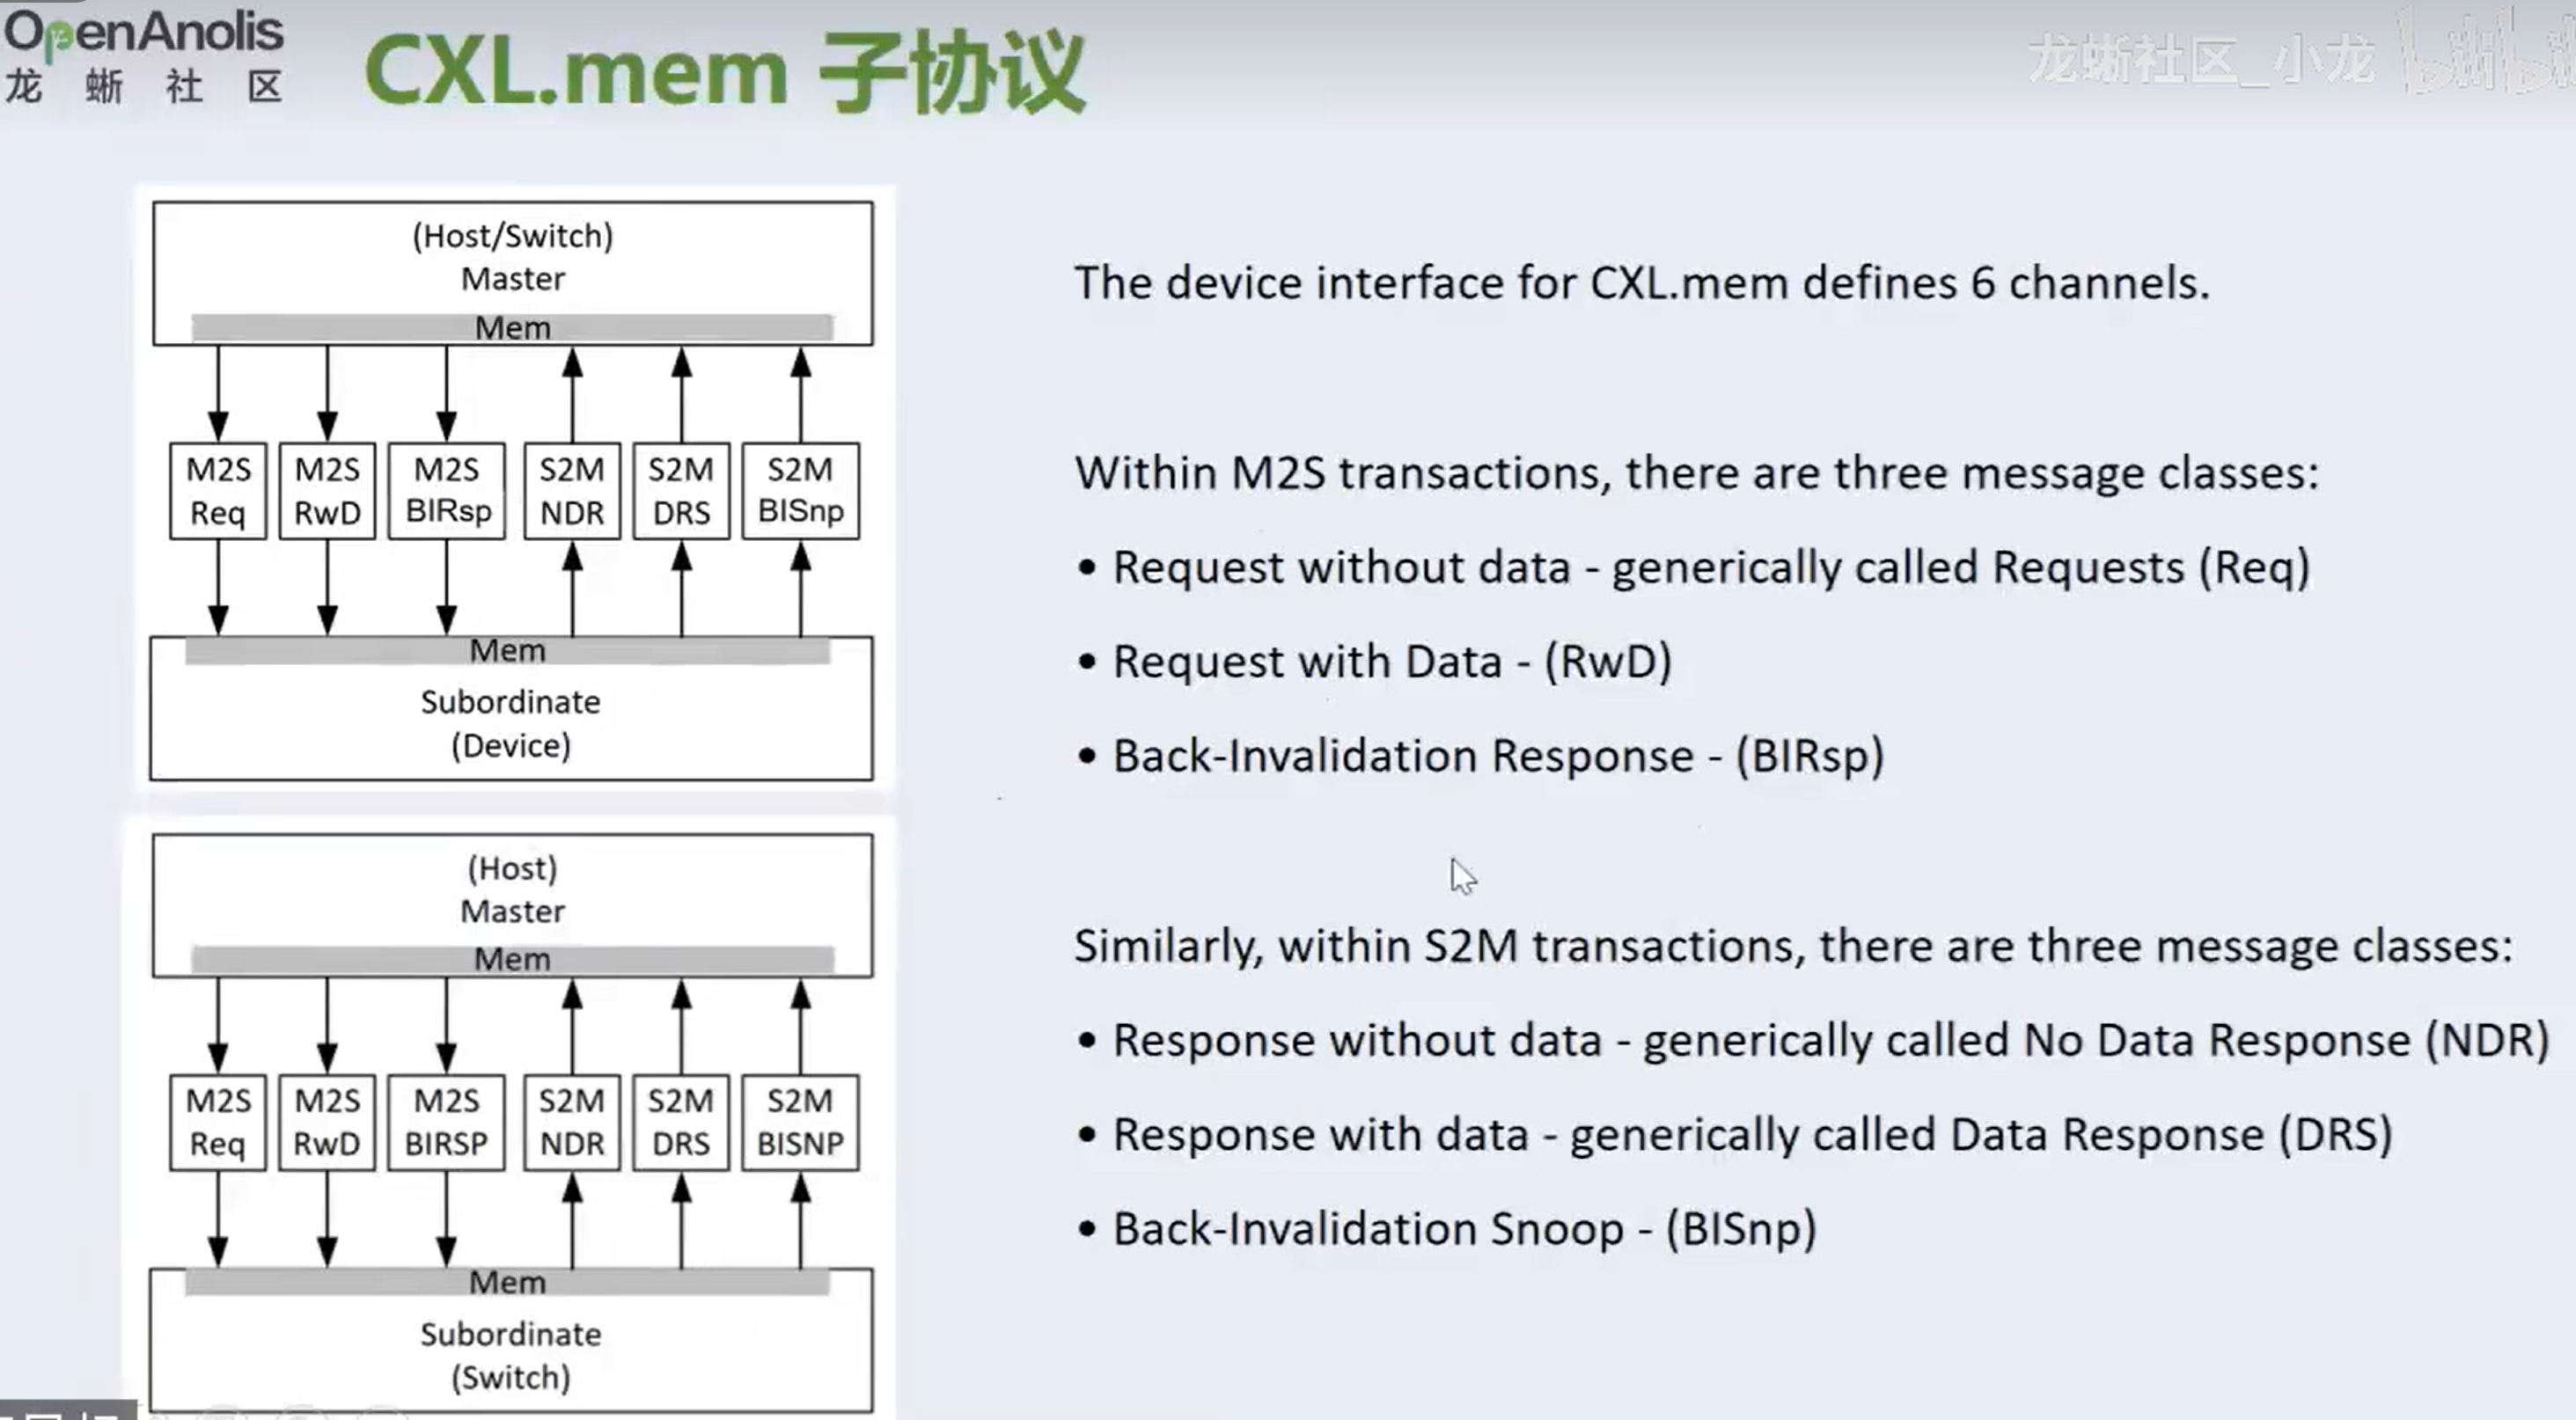 OpenAnolis
龙 蜥 社 区
CXL.mem 子协议
龙蜥社区_小龙
bilibili
(Host/Switch)
Master
Mem
M2S Req
M2S RwD
M2S BIRsp
S2M NDR
S2M DRS
S2M BISnp
Mem
Subordinate
(Device)
(Host)
Master
Mem
M2S Req
M2S RwD
M2S BIRSP
S2M NDR
S2M DRS
S2M BISNP
Mem
Subordinate
(Switch)
The device interface for CXL.mem defines 6 channels.
Within M2S transactions, there are three message classes:
• Request without data - generically called Requests (Req)
• Request with Data - (RwD)
• Back-Invalidation Response - (BIRsp)
Similarly, within S2M transactions, there are three message classes:
• Response without data - generically called No Data Response (NDR)
• Response with data - generically called Data Response (DRS)
• Back-Invalidation Snoop - (BISnp)